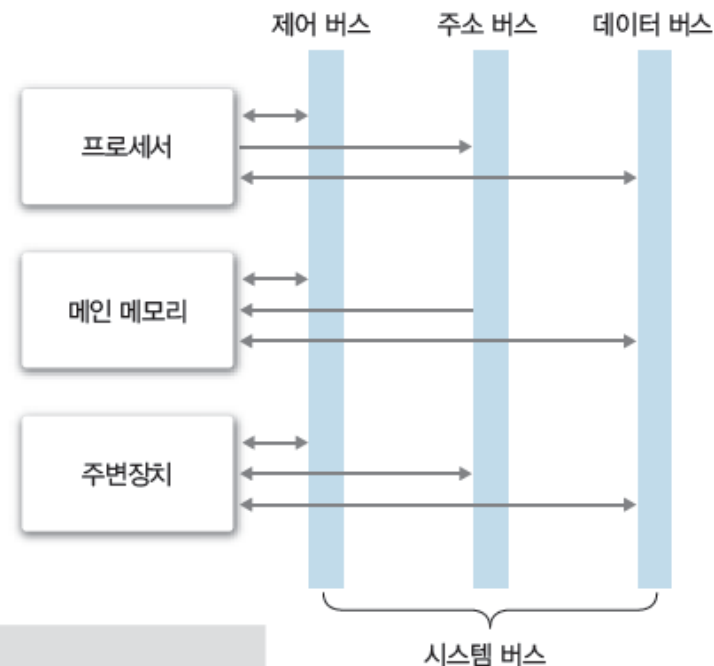 제어 버스 주소 버스 데이터 버스
프로세서
메인 메모리
주변장치
시스템 버스